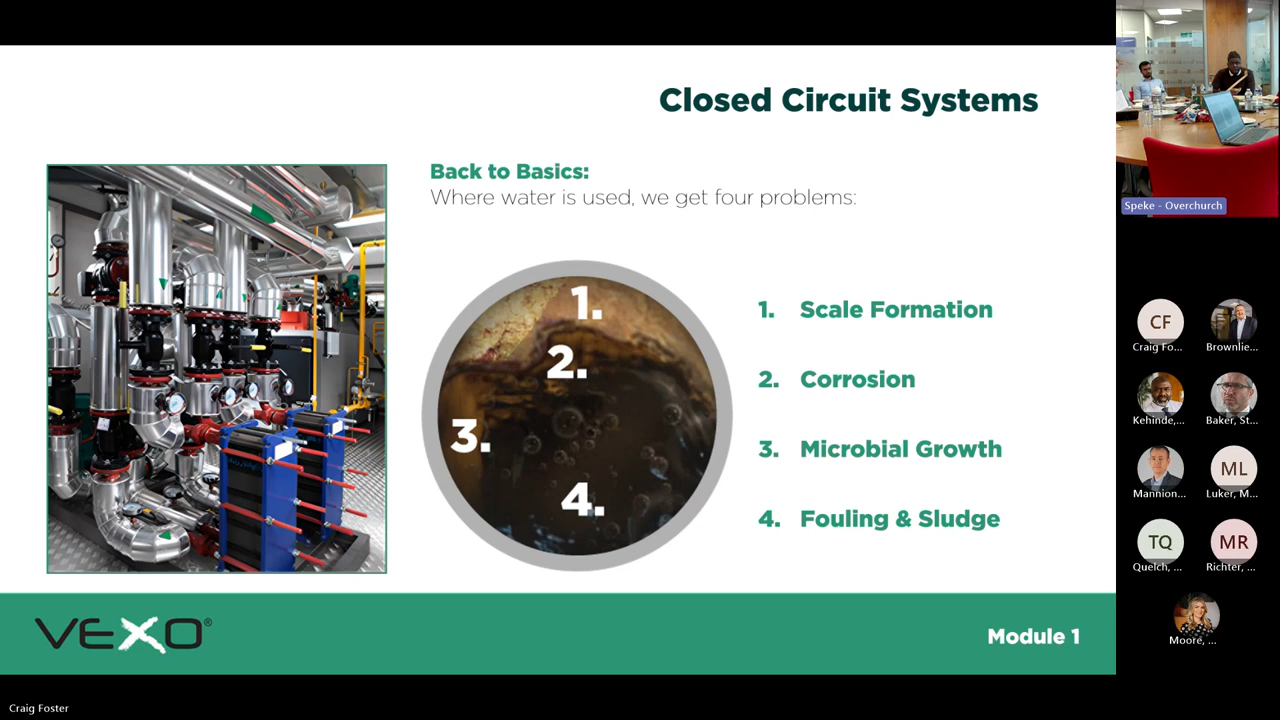 Closed Circuit Systems
Back to Basics:
Where water is used, we get four problems:
1.
2.
3.
4.
1. Scale Formation
2. Corrosion
3. Microbial Growth
4. Fouling & Sludge
VEXO®
Module 1
Craig Foster
Speke - Overchurch
CF
Craig Fo...
Brownlie...
Kehinde,...
Baker, St...
Mannion...
ML
Luker, M...
TQ
Quelch, ...
MR
Richter, ...
Moore, ...